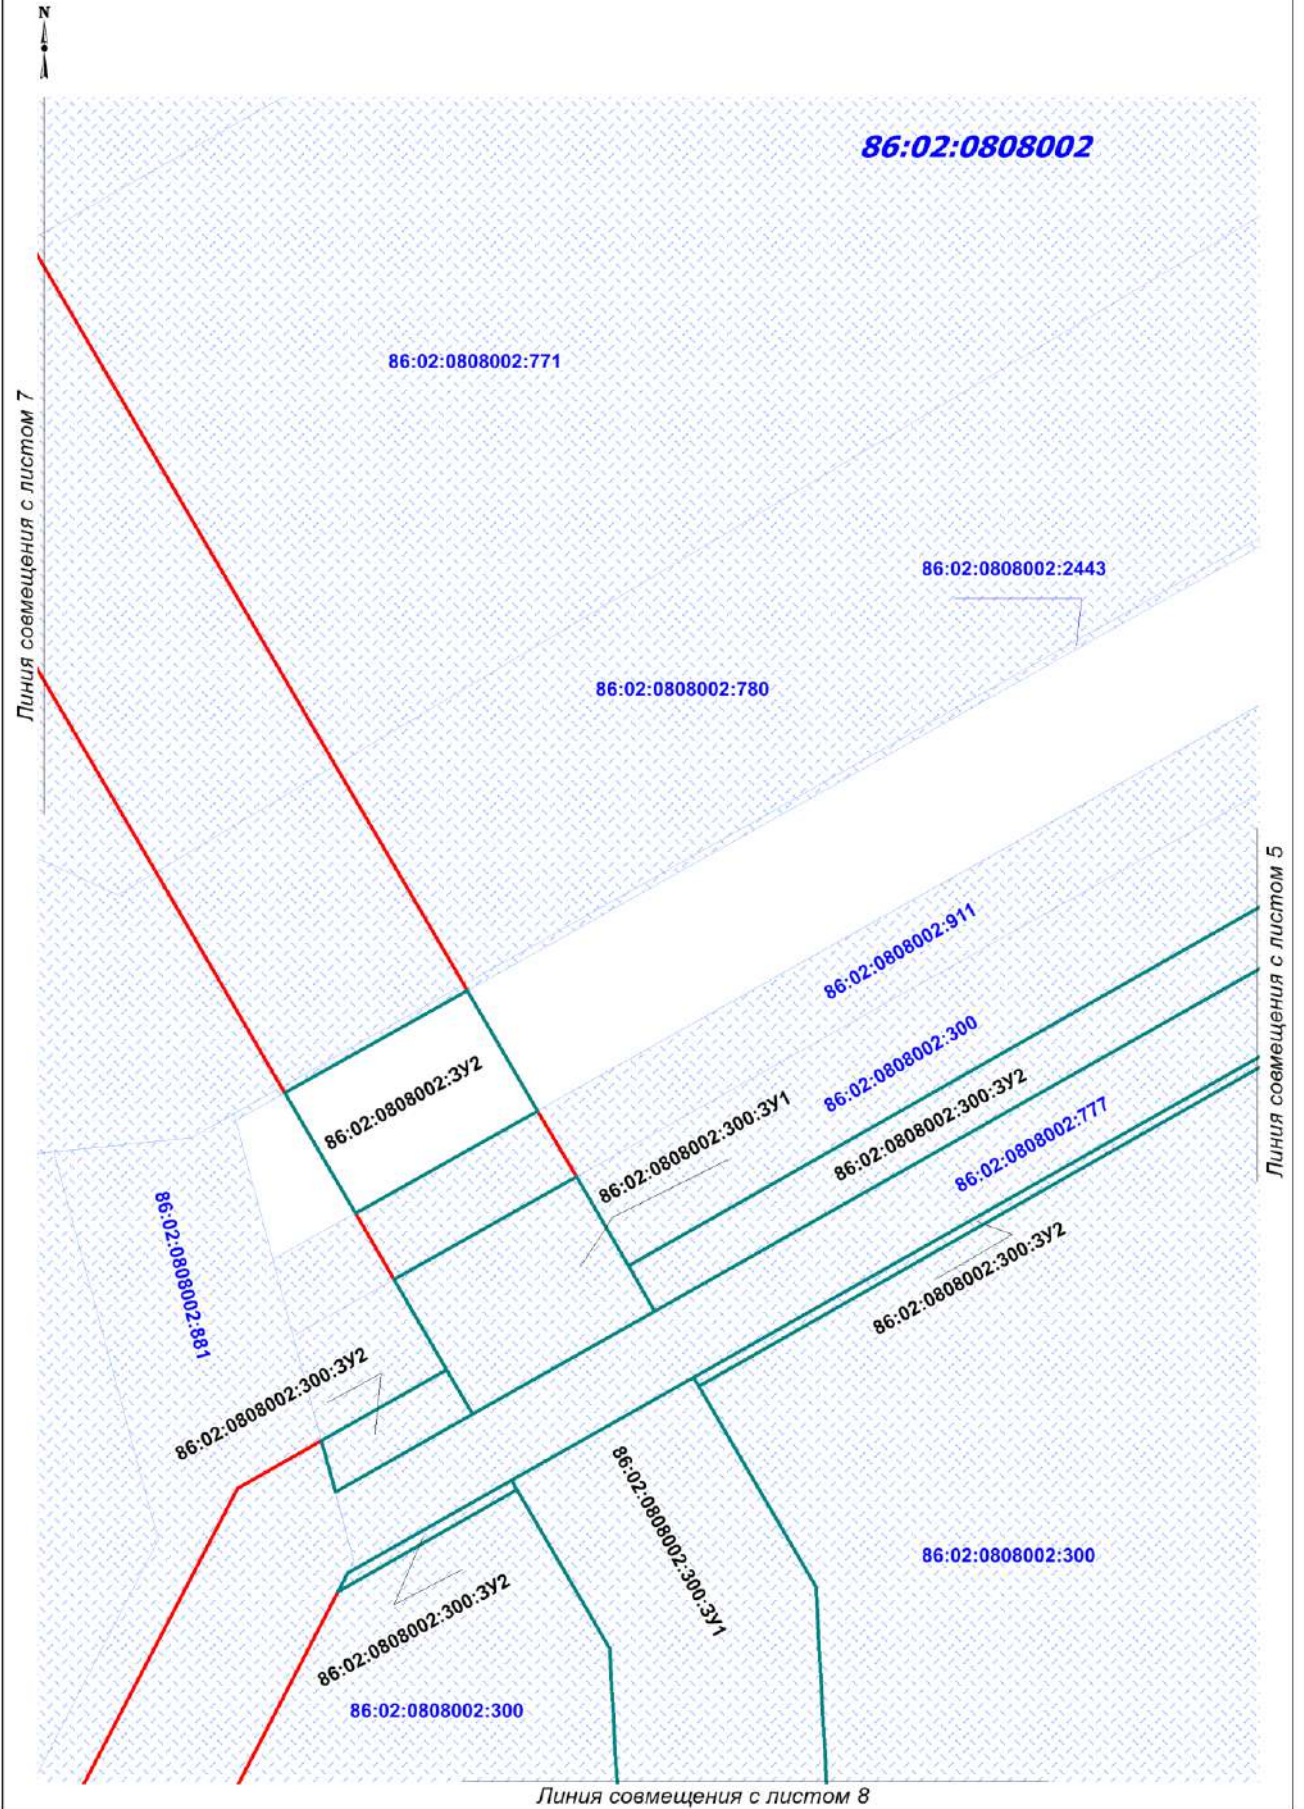 N
86:02:0808002
86:02:0808002:771
Линия совмещения с листом 7
86:02:0808002:2443
86:02:0808002:780
86:02:0808002:911
Линия совмещения с листом 5
86:02:0808002:300
86:02:0808002:ЗУ2
86:02:0808002:300:ЗУ1
86:02:0808002:300:ЗУ2
86:02:0808002:777
86:02:0808002:881
86:02:0808002:300:ЗУ2
86:02:0808002:300:ЗУ2
86:02:0808002:300:ЗУ1
86:02:0808002:300
86:02:0808002:300:ЗУ2
86:02:0808002:300
Линия совмещения с листом 8